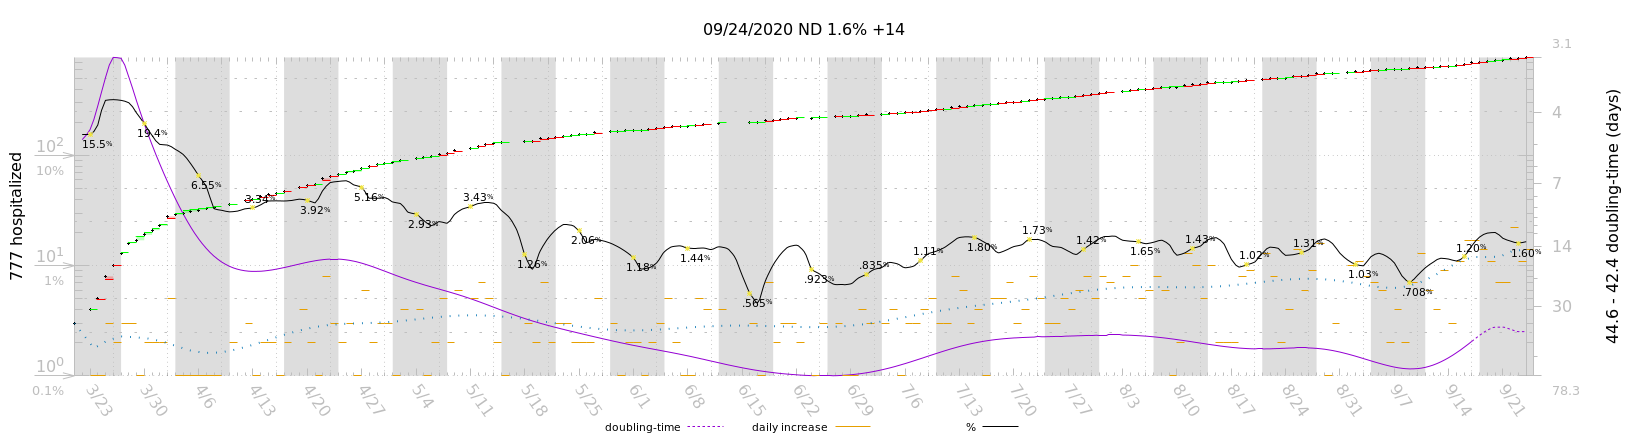 09/24/2020 ND 1.6% +14
777 hospitalized
10² 10% 10¹ 1% 10⁰ 0.1%
15.5% 19.4% 6.55% 3.34% 3.92% 5.16% 2.93% 3.43% 1.26% 2.06% 1.18% 1.44% .565% .923% .835% 1.11% 1.80% 1.73% 1.42% 1.65% 1.43% 1.02% 1.31% 1.03% .708% 1.20% 1.60%
3.1 4 7 14 30 78.3
44.6 - 42.4 doubling-time (days)
3/23 3/30 4/6 4/13 4/20 4/27 5/4 5/11 5/18 5/25 6/1 6/8 6/15 6/22 6/29 7/6 7/13 7/20 7/27 8/3 8/10 8/17 8/24 8/31 9/7 9/14 9/21
doubling-time daily increase %